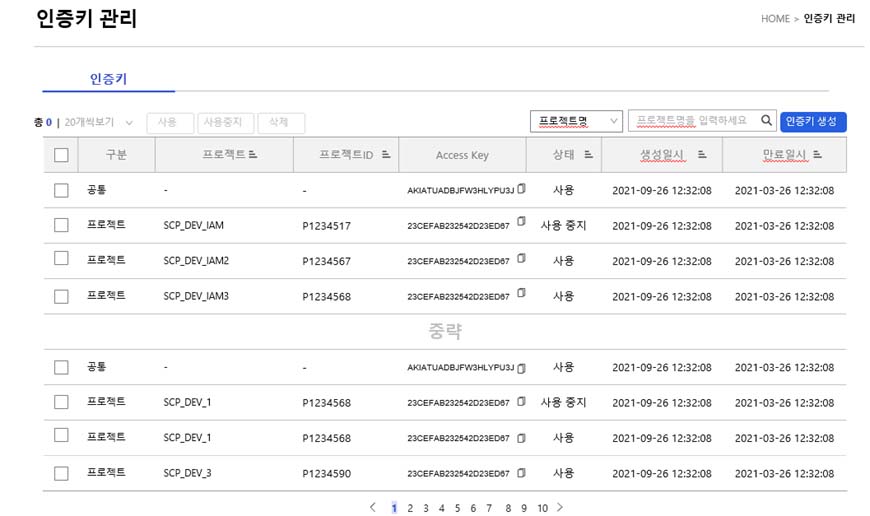 인증키 관리
HOME > 인증키 관리
인증키
총 0 | 20개씩보기 사용 사용중지 삭제 프로젝트명 프로젝트명을 입력하세요 인증키 생성
구분 프로젝트 프로젝트ID Access Key 상태 생성일시 만료일시
공통 - - AKIATUADBJFW3HLYPU3J 사용 2021-09-26 12:32:08 2021-03-26 12:32:08
프로젝트 SCP_DEV_IAM P1234517 23CEFAB232542D23ED67 사용 중지 2021-09-26 12:32:08 2021-03-26 12:32:08
프로젝트 SCP_DEV_IAM2 P1234567 23CEFAB232542D23ED67 사용 2021-09-26 12:32:08 2021-03-26 12:32:08
프로젝트 SCP_DEV_IAM3 P1234568 23CEFAB232542D23ED67 사용 2021-09-26 12:32:08 2021-03-26 12:32:08
중략
공통 - - AKIATUADBJFW3HLYPU3J 사용 2021-09-26 12:32:08 2021-03-26 12:32:08
프로젝트 SCP_DEV_1 P1234568 23CEFAB232542D23ED67 사용 중지 2021-09-26 12:32:08 2021-03-26 12:32:08
프로젝트 SCP_DEV_1 P1234568 23CEFAB232542D23ED67 사용 2021-09-26 12:32:08 2021-03-26 12:32:08
프로젝트 SCP_DEV_3 P1234590 23CEFAB232542D23ED67 사용 2021-09-26 12:32:08 2021-03-26 12:32:08
< 1 2 3 4 5 6 7 8 9 10 >